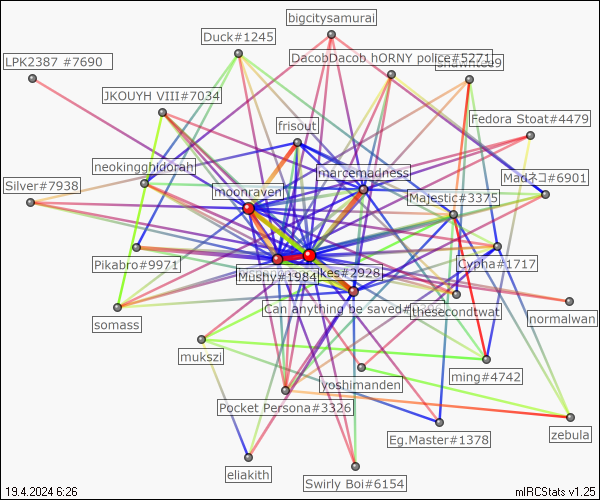 bigcitysamurai
Duck#1245
DacobDacob hORNY police#5271
LPK2387 #7690
JKOUYH VIII#7034
Fedora Stoat#4479
frisout
neokingghidorah
marcemadness
Madネコ#6901
Silver#7938
moonraven
Majestic#3375
Pikabro#9971
Mushy#1984
kes#2928
Cypha#1717
Can anything be saved#
thesecondtwat
somass
normalwan
mukszi
yoshimanden
ming#4742
Pocket Persona#3326
zebula
Eg.Master#1378
eliakith
Swirly Boi#6154
19.4.2024 6:26
mIRCStats v1.25